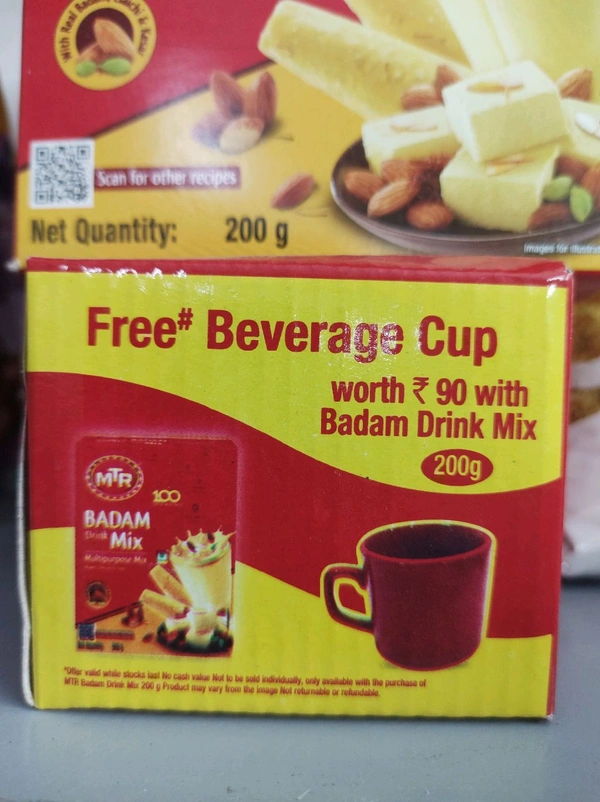 With Real Badam, Elaichi & Kesar
Scan for other recipes
Net Quantity: 200 g
Images for illustrat
Free# Beverage Cup
worth ₹ 90 with
Badam Drink Mix
200g
MTR
100
BADAM
Drink Mix
Multipurpose Mix
#Offer valid while stocks last No cash value Not to be sold individually, only available with the purchase of
MTR Badam Drink Mix 200 g Product may vary from the image Not returnable or refundable.